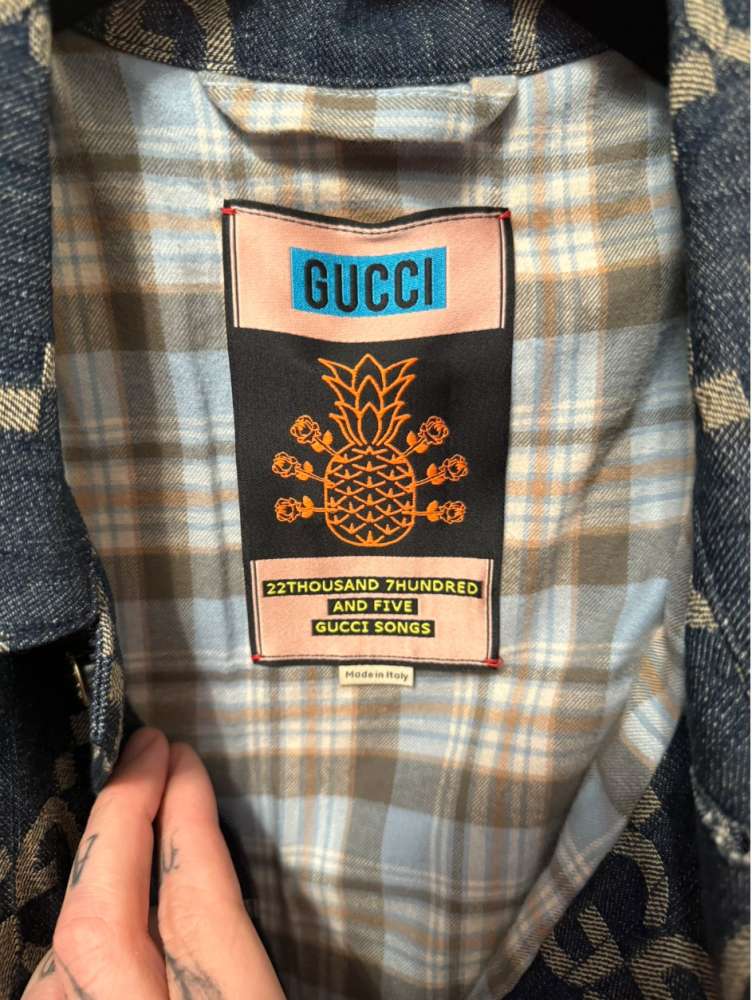 GUCCI
22THOUSAND 7HUNDRED
AND FIVE
GUCCI SONGS
Made in Italy